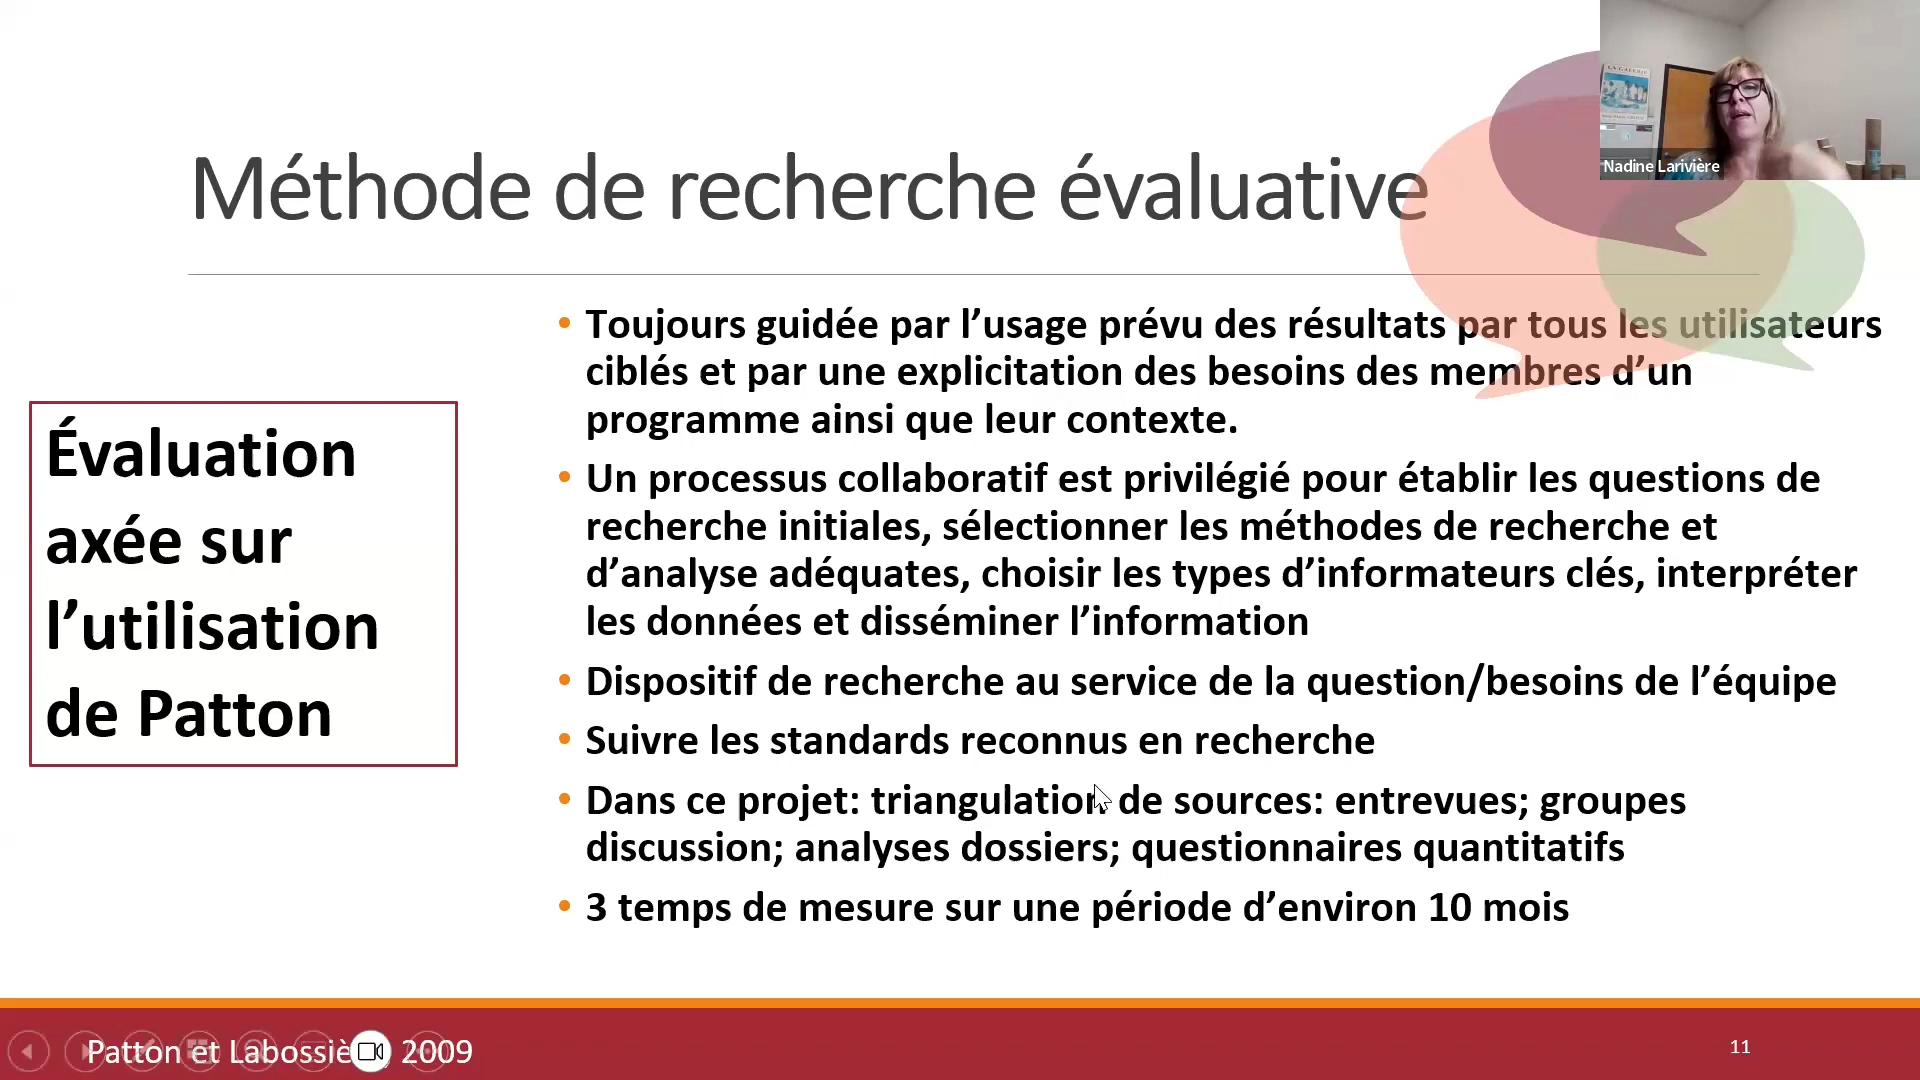 Nadine Larivière
Méthode de recherche évaluative
Évaluation
axée sur
l’utilisation
de Patton
• Toujours guidée par l’usage prévu des résultats par tous les utilisateurs
ciblés et par une explicitation des besoins des membres d’un
programme ainsi que leur contexte.
• Un processus collaboratif est privilégié pour établir les questions de
recherche initiales, sélectionner les méthodes de recherche et
d’analyse adéquates, choisir les types d’informateurs clés, interpréter
les données et disséminer l’information
• Dispositif de recherche au service de la question/besoins de l’équipe
• Suivre les standards reconnus en recherche
• Dans ce projet: triangulation de sources: entrevues; groupes
discussion; analyses dossiers; questionnaires quantitatifs
• 3 temps de mesure sur une période d’environ 10 mois
Patton et 2009
11